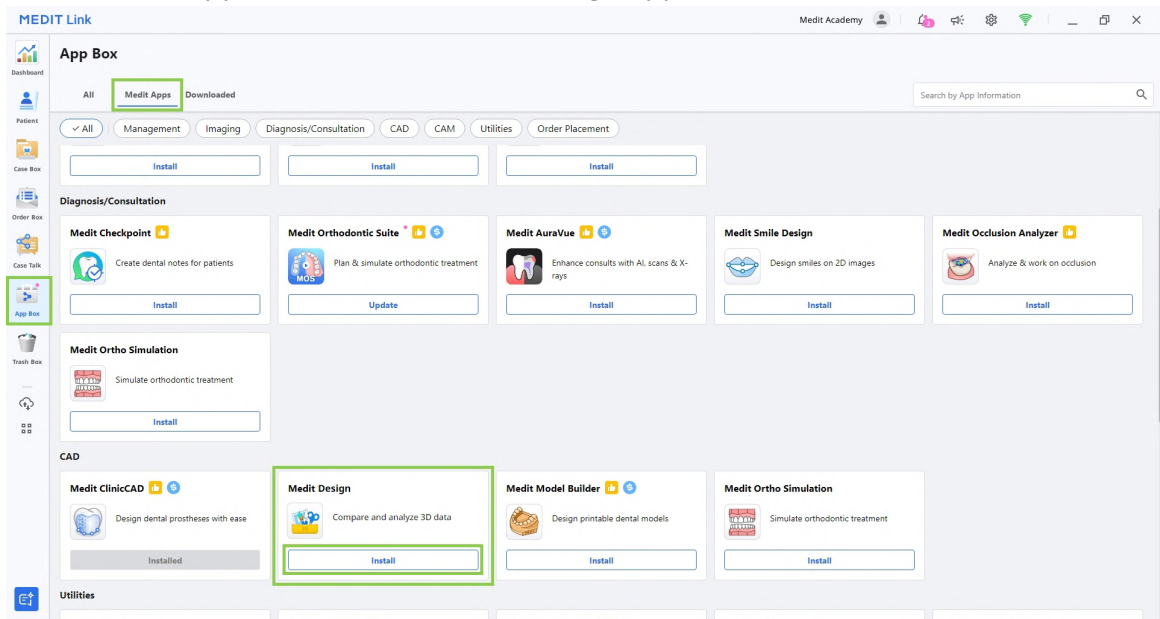 MEDIT Link
Medit Academy
2
Dashboard
Patient
Case Box
Order Box
Case Talk
App Box
Trash Box
App Box
All Medit Apps Downloaded
Search by App Information
All Management Imaging Diagnosis/Consultation CAD CAM Utilities Order Placement
Install Install Install
Diagnosis/Consultation
Medit Checkpoint
Create dental notes for patients
Install
Medit Orthodontic Suite
MOS
Plan & simulate orthodontic treatment
Update
Medit AuraVue
Enhance consults with AI, scans & X-
rays
Install
Medit Smile Design
Design smiles on 2D images
Install
Medit Occlusion Analyzer
Analyze & work on occlusion
Install
Medit Ortho Simulation
Simulate orthodontic treatment
Install
CAD
Medit ClinicCAD
Design dental prostheses with ease
Installed
Medit Design
Compare and analyze 3D data
Install
Medit Model Builder
Design printable dental models
Install
Medit Ortho Simulation
Simulate orthodontic treatment
Install
Utilities